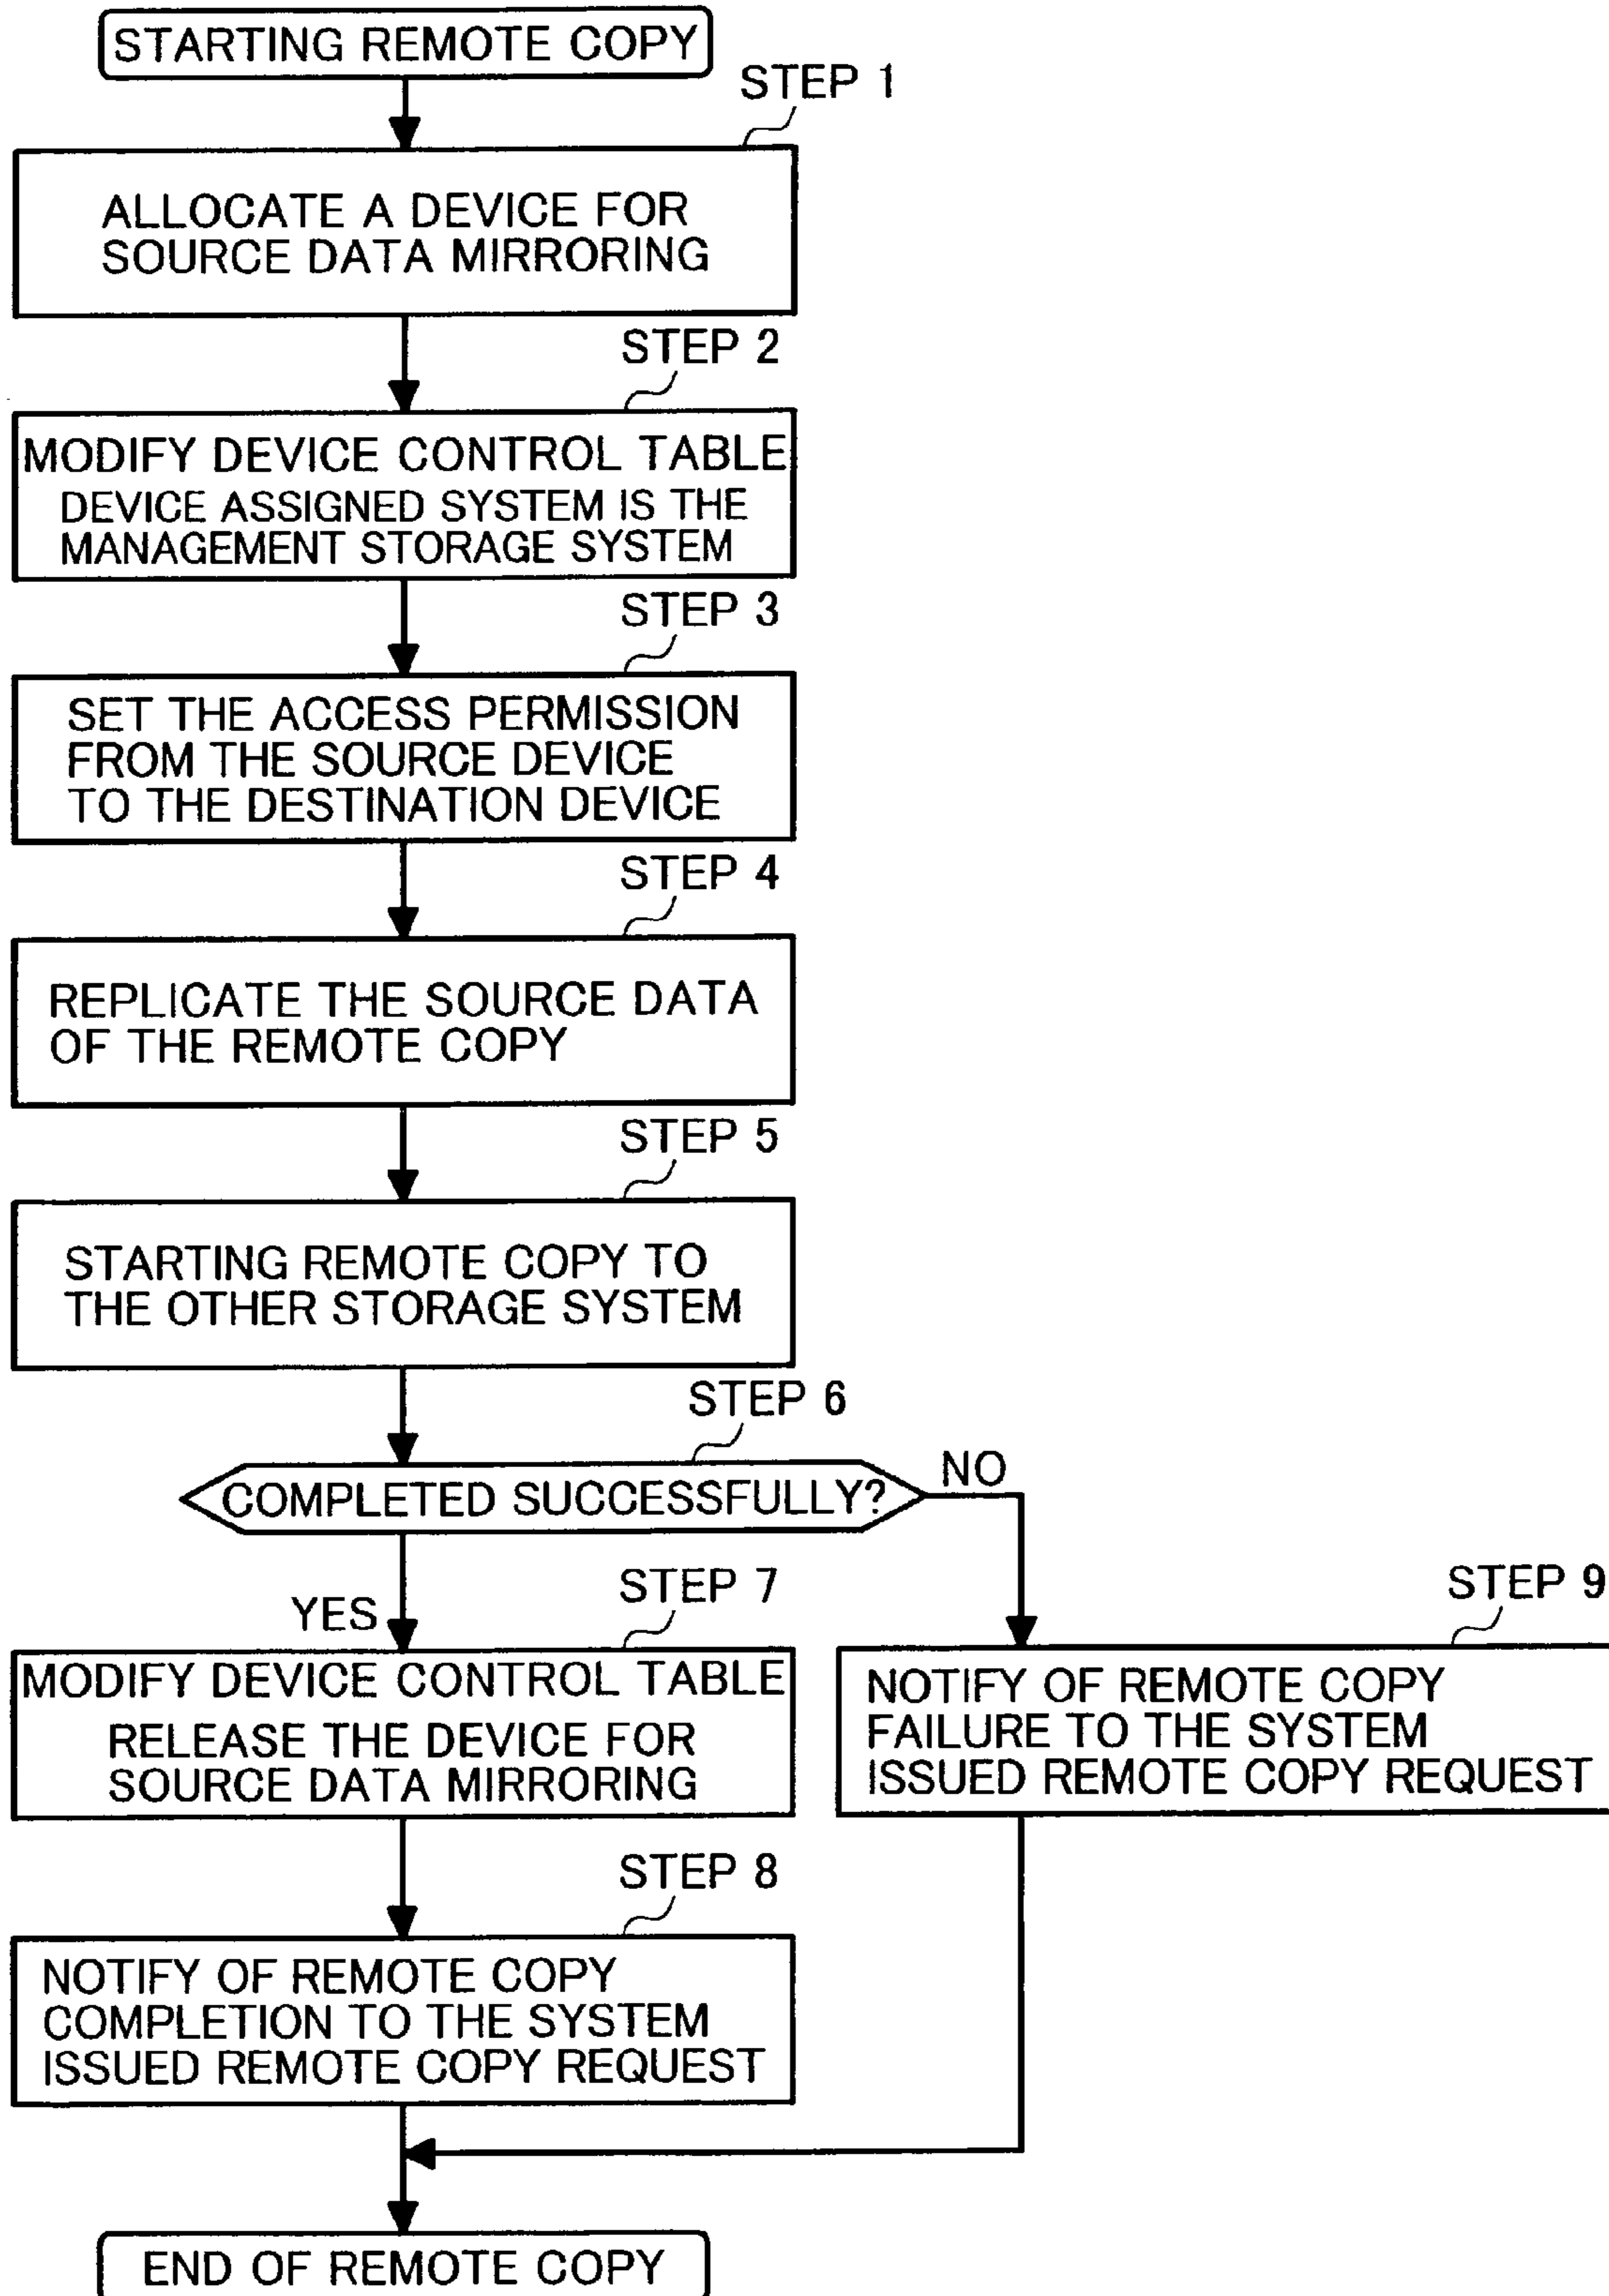 STARTING REMOTE COPY
STEP 1
ALLOCATE A DEVICE FOR
SOURCE DATA MIRRORING
STEP 2
MODIFY DEVICE CONTROL TABLE
DEVICE ASSIGNED SYSTEM IS THE
MANAGEMENT STORAGE SYSTEM
STEP 3
SET THE ACCESS PERMISSION
FROM THE SOURCE DEVICE
TO THE DESTINATION DEVICE
STEP 4
REPLICATE THE SOURCE DATA
OF THE REMOTE COPY
STEP 5
STARTING REMOTE COPY TO
THE OTHER STORAGE SYSTEM
STEP 6
COMPLETED SUCCESSFULLY?
NO
YES
STEP 7
MODIFY DEVICE CONTROL TABLE
RELEASE THE DEVICE FOR
SOURCE DATA MIRRORING
STEP 9
NOTIFY OF REMOTE COPY
FAILURE TO THE SYSTEM
ISSUED REMOTE COPY REQUEST
STEP 8
NOTIFY OF REMOTE COPY
COMPLETION TO THE SYSTEM
ISSUED REMOTE COPY REQUEST
END OF REMOTE COPY